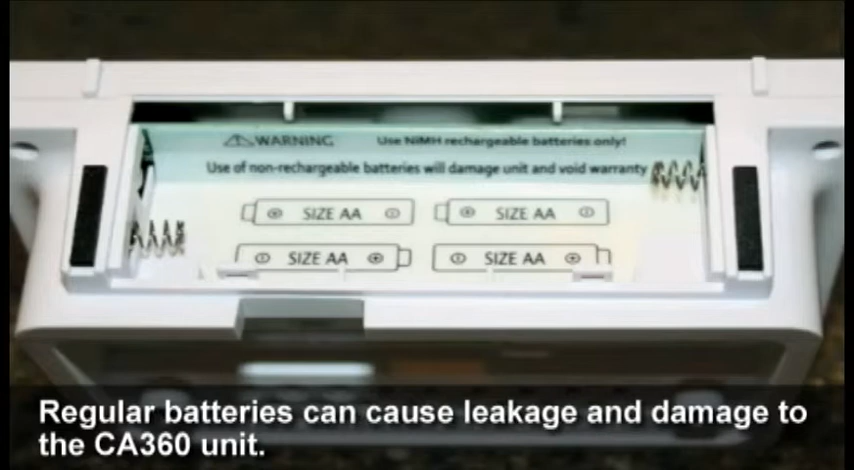 WARNING Use NiMH rechargeable batteries only!
Use of non-rechargeable batteries will damage unit and void warranty
SIZE AA SIZE AA
SIZE AA SIZE AA
Regular batteries can cause leakage and damage to
the CA360 unit.